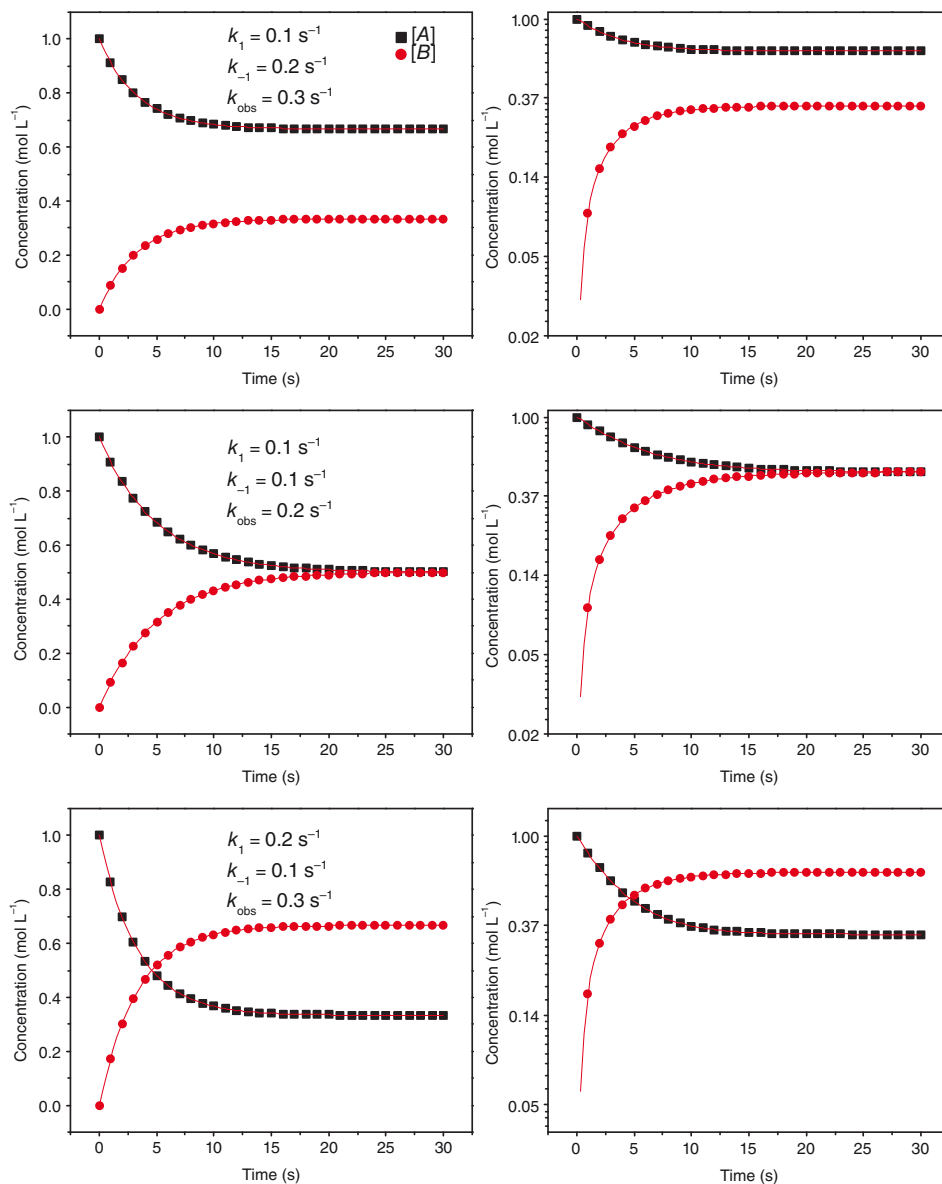 k₁ = 0.1 s⁻¹
k₋₁ = 0.2 s⁻¹
k_obs = 0.3 s⁻¹
[A]
[B]
Concentration (mol L⁻¹)
1.0
0.8
0.6
0.4
0.2
0.0
0 5 10 15 20 25 30
Time (s)
Concentration (mol L⁻¹)
1.00
0.37
0.14
0.05
0.02
0 5 10 15 20 25 30
Time (s)
k₁ = 0.1 s⁻¹
k₋₁ = 0.1 s⁻¹
k_obs = 0.2 s⁻¹
Concentration (mol L⁻¹)
1.0
0.8
0.6
0.4
0.2
0.0
0 5 10 15 20 25 30
Time (s)
Concentration (mol L⁻¹)
1.00
0.37
0.14
0.05
0.02
0 5 10 15 20 25 30
Time (s)
k₁ = 0.2 s⁻¹
k₋₁ = 0.1 s⁻¹
k_obs = 0.3 s⁻¹
Concentration (mol L⁻¹)
1.0
0.8
0.6
0.4
0.2
0.0
0 5 10 15 20 25 30
Time (s)
Concentration (mol L⁻¹)
1.00
0.37
0.14
0.05
0 5 10 15 20 25 30
Time (s)